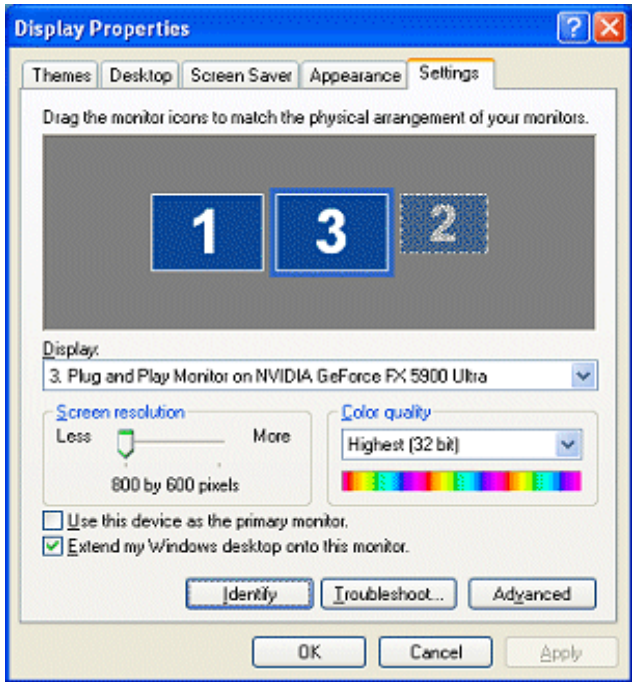 Display Properties
Themes Desktop Screen Saver Appearance Settings
Drag the monitor icons to match the physical arrangement of your monitors.
1 3 2
Display:
3. Plug and Play Monitor on NVIDIA GeForce FX 5900 Ultra
Screen resolution Color quality
Less More Highest (32 bit)
800 by 600 pixels
Use this device as the primary monitor.
Extend my Windows desktop onto this monitor.
Identify Troubleshoot... Advanced
OK Cancel Apply